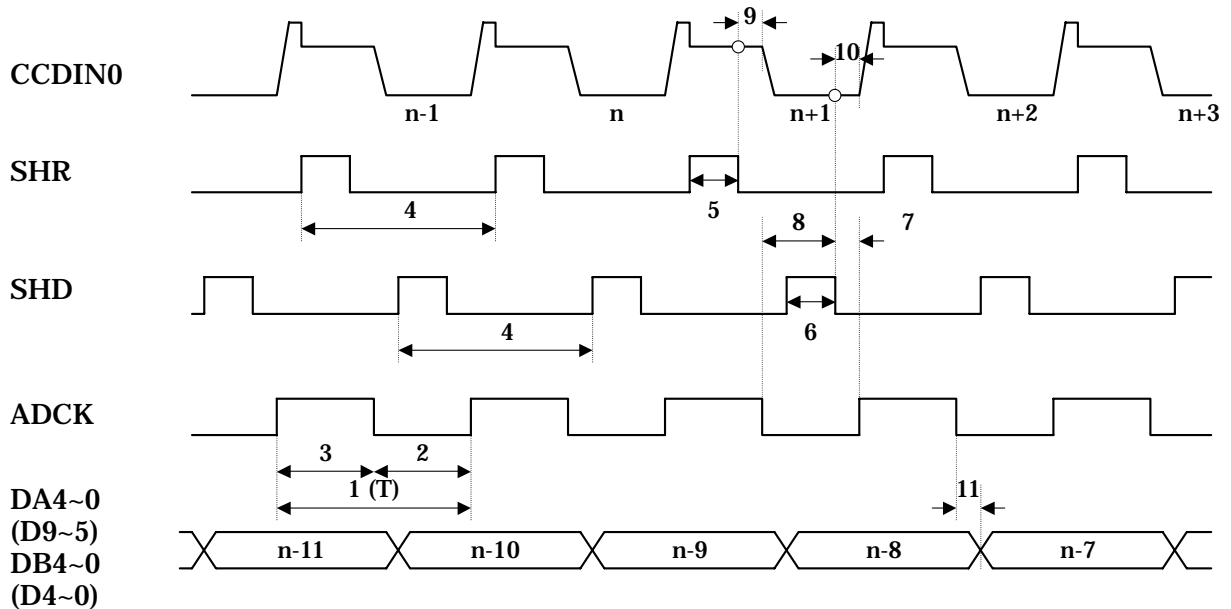 9
10
CCDIN0
n-1 n n+1 n+2 n+3
SHR
4 5 8 7
SHD
4 6
ADCK
3 2
1 (T) 11
DA4~0
(D9~5)
DB4~0
(D4~0)
n-11 n-10 n-9 n-8 n-7